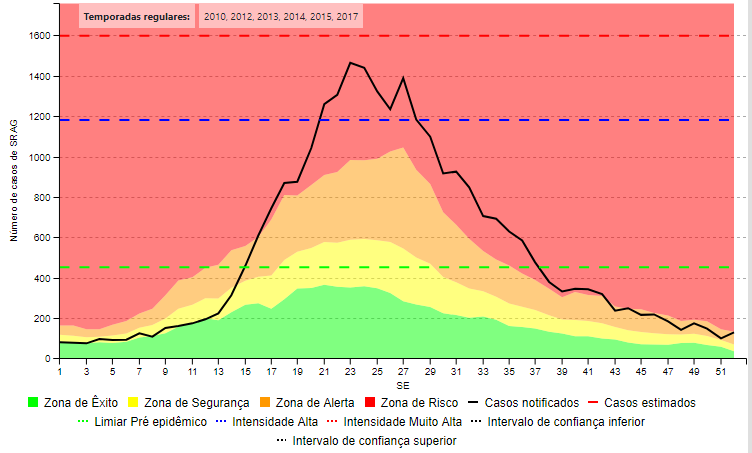 Temporadas regulares: 2010, 2012, 2013, 2014, 2015, 2017
1600
1400
1200
1000
800
600
400
200
0
Número de casos de SRAG
1 3 5 7 9 11 13 15 17 19 21 23 25 27 29 31 33 35 37 39 41 43 45 47 49 51
SE
Zona de Êxito Zona de Segurança Zona de Alerta Zona de Risco Casos notificados Casos estimados
Limiar Pré epidêmico Intensidade Alta Intensidade Muito Alta Intervalo de confiança inferior
Intervalo de confiança superior